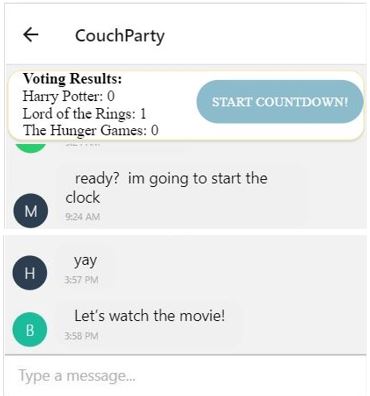 CouchParty
Voting Results:
Harry Potter: 0
Lord of the Rings: 1
The Hunger Games: 0
START COUNTDOWN!
ready? im going to start the
clock
M
9:24 AM
H
yay
3:57 PM
B
Let's watch the movie!
3:58 PM
Type a message...